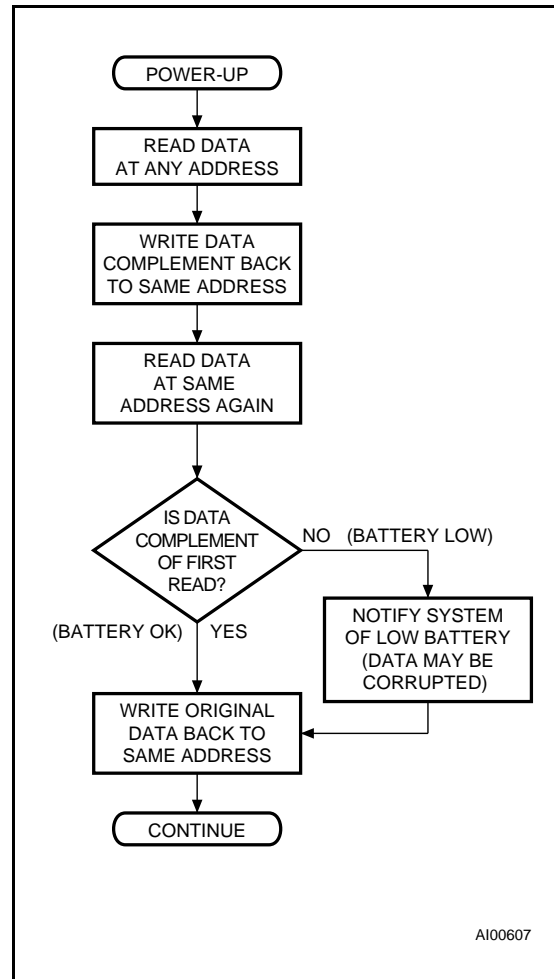 POWER-UP
READ DATA
AT ANY ADDRESS
WRITE DATA
COMPLEMENT BACK
TO SAME ADDRESS
READ DATA
AT SAME
ADDRESS AGAIN
IS DATA
COMPLEMENT
OF FIRST
READ?
NO (BATTERY LOW)
(BATTERY OK) YES
NOTIFY SYSTEM
OF LOW BATTERY
(DATA MAY BE
CORRUPTED)
WRITE ORIGINAL
DATA BACK TO
SAME ADDRESS
CONTINUE
AI00607